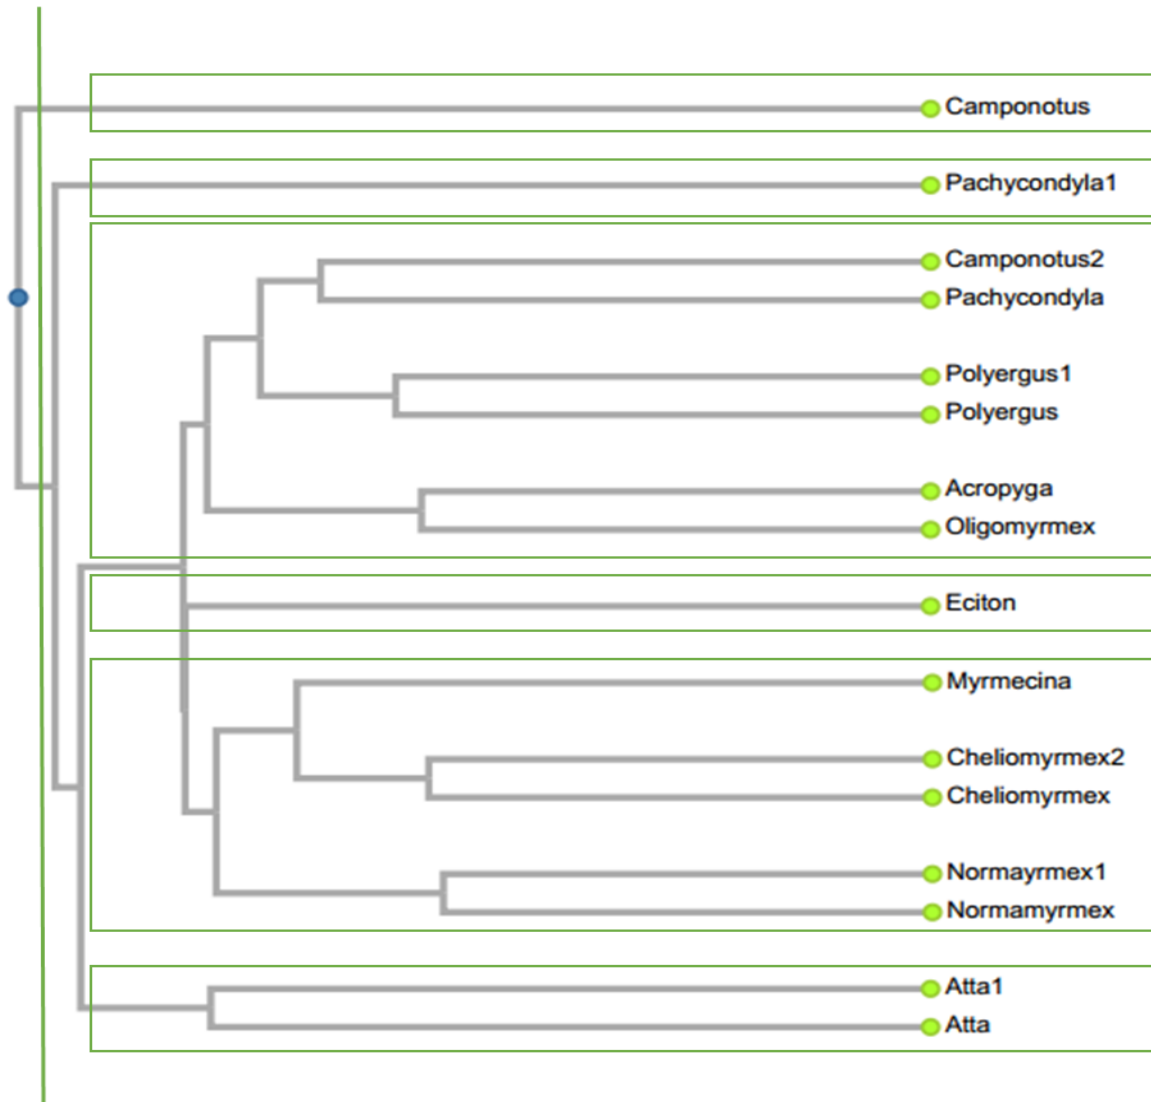 Camponotus
Pachycondyla1
Camponotus2
Pachycondyla
Polyergus1
Polyergus
Acropyga
Oligomyrmex
Eciton
Myrmecina
Cheliomyrmex2
Cheliomyrmex
Normayrmex1
Normamyrmex
Atta1
Atta